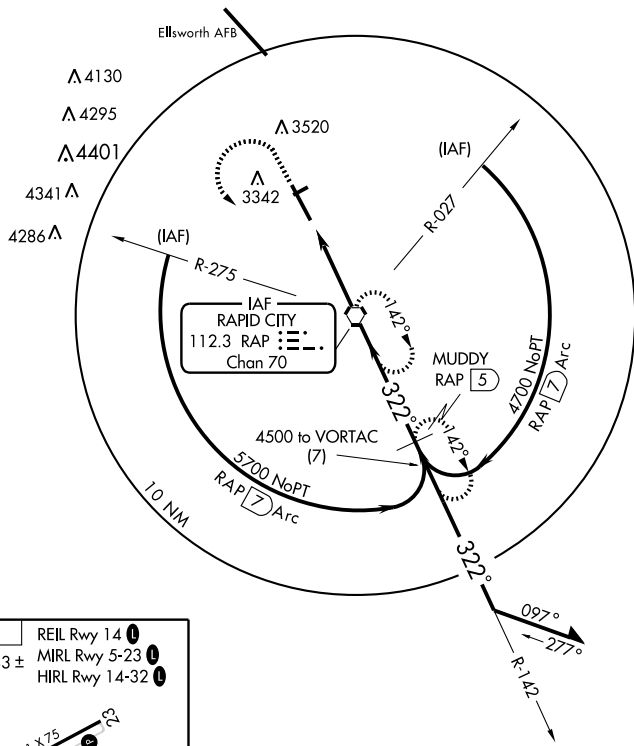 Ellsworth AFB
4130
4295
4401
4341
4286
3520
3342
(IAF)
R-027
(IAF)
R-275
IAF
RAPID CITY
112.3 RAP
Chan 70
142°
322°
MUDDY
RAP 5
142°
4700 NoPT
RAP 7 Arc
4500 to VORTAC
(7)
5700 NoPT
RAP 7 Arc
10 NM
322°
097°
277°
R-142
REIL Rwy 14 L
3 ± MIRL Rwy 5-23 L
HIRL Rwy 14-32 L
X 75
23
P